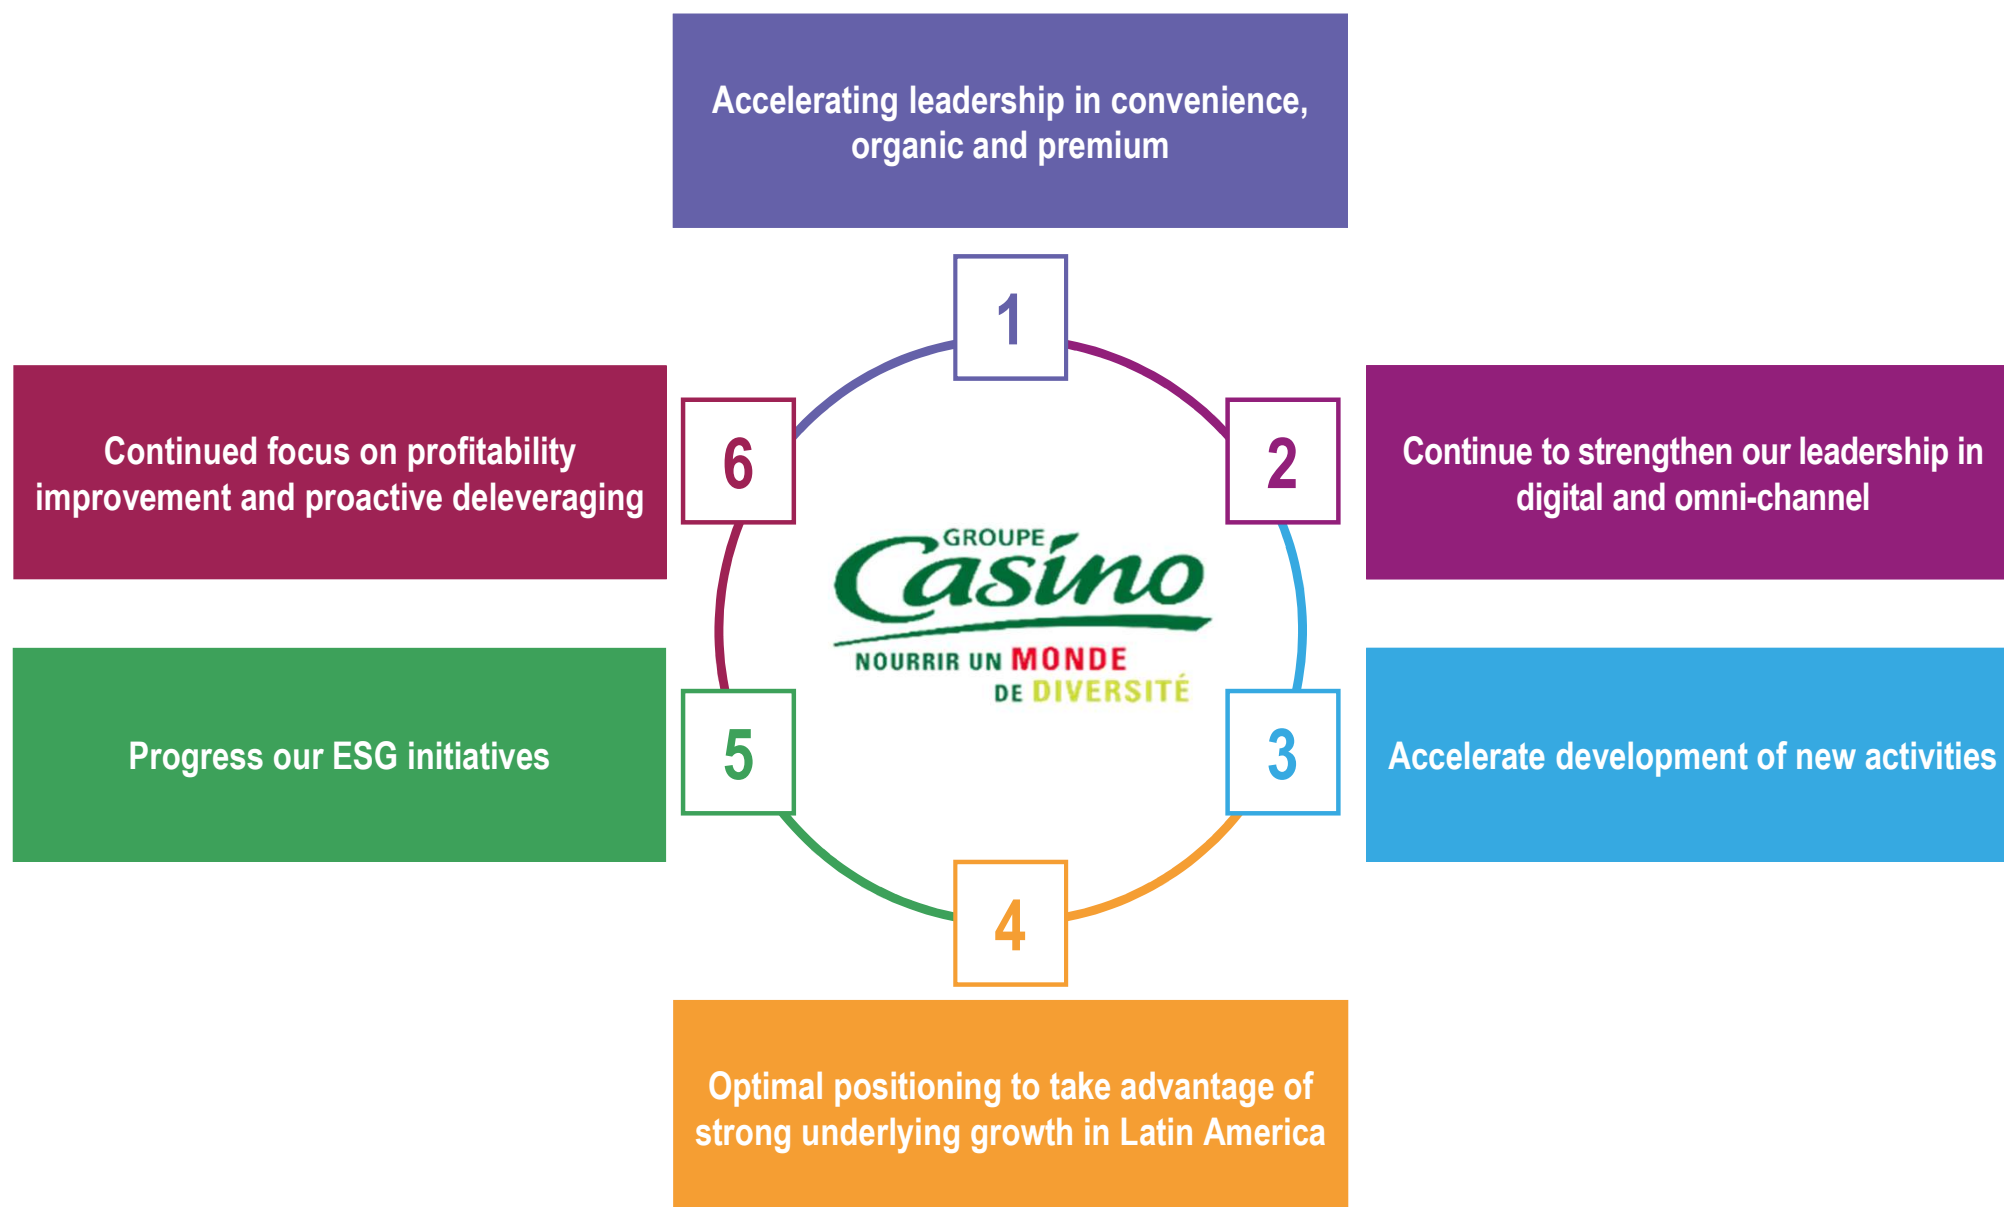 Accelerating leadership in convenience,
organic and premium
1
2
Continue to strengthen our leadership in
digital and omni-channel
3
Accelerate development of new activities
4
Optimal positioning to take advantage of
strong underlying growth in Latin America
5
Progress our ESG initiatives
6
Continued focus on profitability
improvement and proactive deleveraging
GROUPE
Casino
NOURRIR UN MONDE
DE DIVERSITÉ